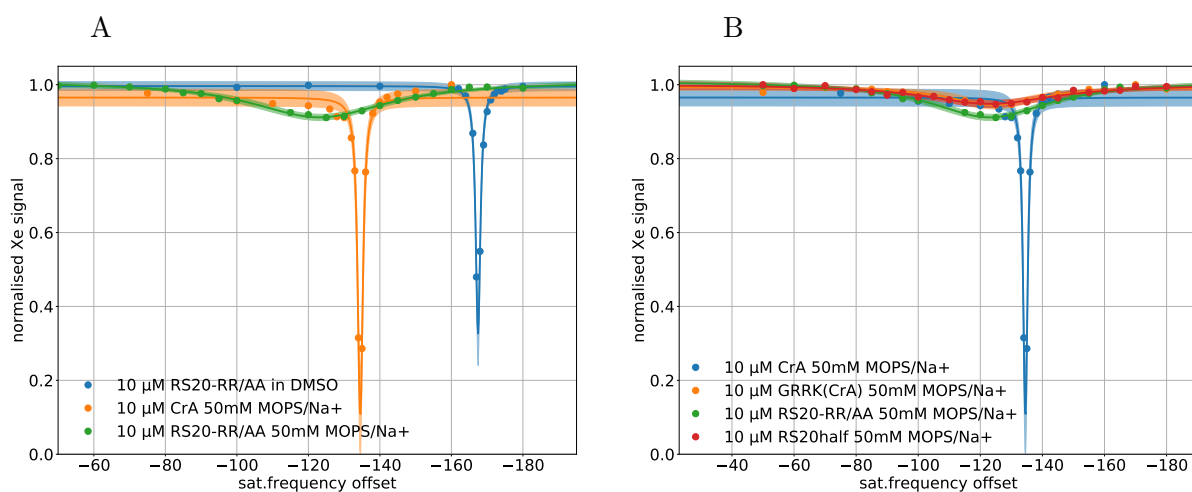 A
B
1.0
0.8
0.6
0.4
0.2
0.0
normalised Xe signal
10 μM RS20-RR/AA in DMSO
10 μM CrA 50mM MOPS/Na+
10 μM RS20-RR/AA 50mM MOPS/Na+
−60 −80 −100 −120 −140 −160 −180
sat.frequency offset
1.0
0.8
0.6
0.4
0.2
0.0
normalised Xe signal
10 μM CrA 50mM MOPS/Na+
10 μM GRRK(CrA) 50mM MOPS/Na+
10 μM RS20-RR/AA 50mM MOPS/Na+
10 μM RS20half 50mM MOPS/Na+
−40 −60 −80 −100 −120 −140 −160 −180
sat.frequency offset